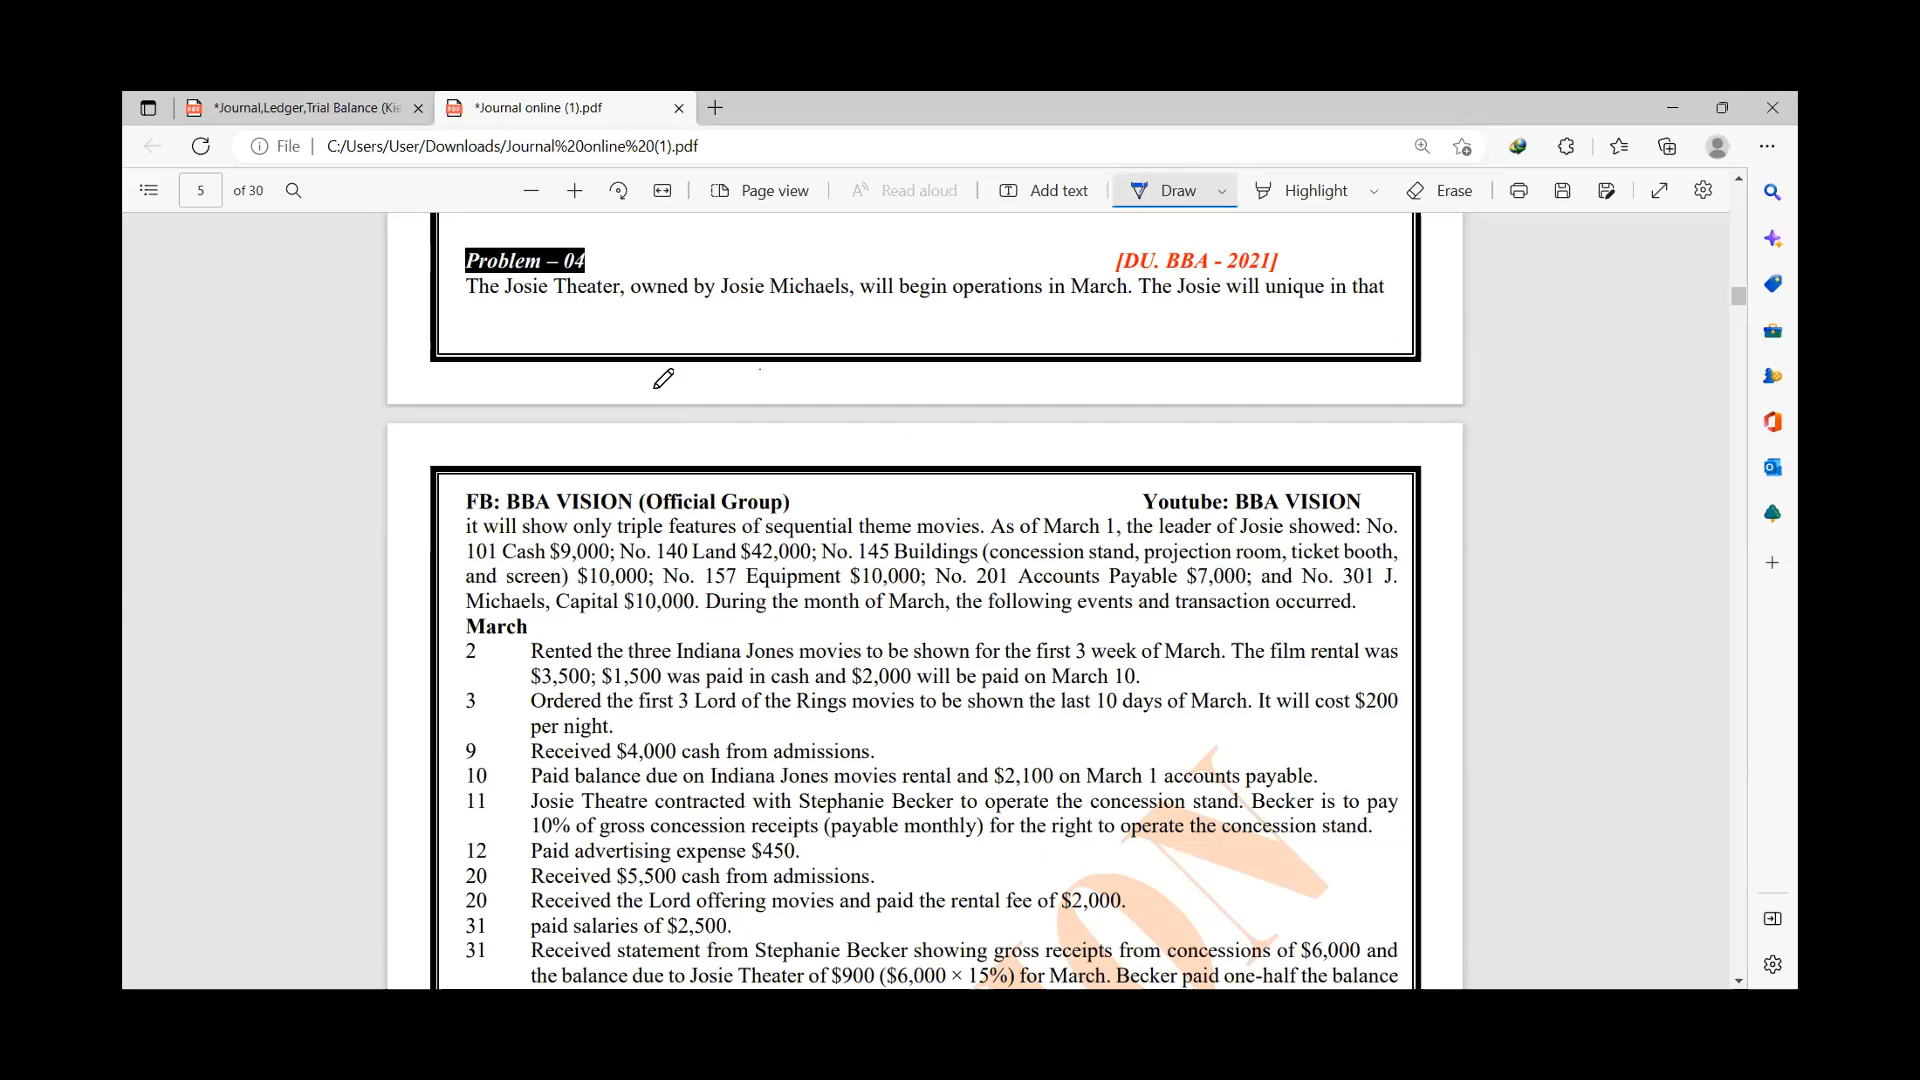 *Journal,Ledger,Trial Balance (Kie
*Journal online (1).pdf
File
C:/Users/User/Downloads/Journal%20online%20(1).pdf
5 of 30
Page view
Read aloud
Add text
Draw
Highlight
Erase
Problem – 04 [DU. BBA - 2021]
The Josie Theater, owned by Josie Michaels, will begin operations in March. The Josie will unique in that
FB: BBA VISION (Official Group) Youtube: BBA VISION
it will show only triple features of sequential theme movies. As of March 1, the leader of Josie showed: No.
101 Cash $9,000; No. 140 Land $42,000; No. 145 Buildings (concession stand, projection room, ticket booth,
and screen) $10,000; No. 157 Equipment $10,000; No. 201 Accounts Payable $7,000; and No. 301 J.
Michaels, Capital $10,000. During the month of March, the following events and transaction occurred.
March
2 Rented the three Indiana Jones movies to be shown for the first 3 week of March. The film rental was
$3,500; $1,500 was paid in cash and $2,000 will be paid on March 10.
3 Ordered the first 3 Lord of the Rings movies to be shown the last 10 days of March. It will cost $200
per night.
9 Received $4,000 cash from admissions.
10 Paid balance due on Indiana Jones movies rental and $2,100 on March 1 accounts payable.
11 Josie Theatre contracted with Stephanie Becker to operate the concession stand. Becker is to pay
10% of gross concession receipts (payable monthly) for the right to operate the concession stand.
12 Paid advertising expense $450.
20 Received $5,500 cash from admissions.
20 Received the Lord offering movies and paid the rental fee of $2,000.
31 paid salaries of $2,500.
31 Received statement from Stephanie Becker showing gross receipts from concessions of $6,000 and
the balance due to Josie Theater of $900 ($6,000 × 15%) for March. Becker paid one-half the balance